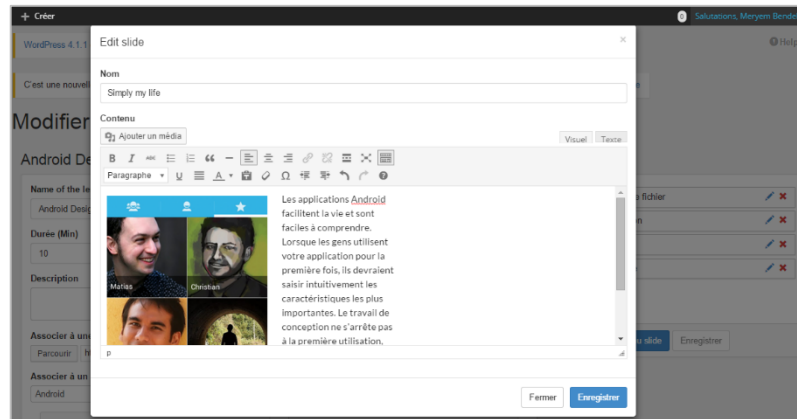 + Créer
0 Salutations, Meryem Bende
WordPress 4.1.1
Help
C'est une nouvell
Modifier
Android De
Name of the le
Android Desig
Durée (Min)
10
Description
Associer à un
Parcourir
Associer à un
Android
Edit slide
×
Nom
Simply my life
Contenu
Ajouter un média
Visuel Texte
B I ABC
Paragraphe U A Ω
Matias
Christian
Les applications Android
facilitent la vie et sont
faciles à comprendre.
Lorsque les gens utilisent
votre application pour la
première fois, ils devraient
saisir intuitivement les
caractéristiques les plus
importantes. Le travail de
conception ne s'arrête pas
à la première utilisation,
p
Fermer Enregistrer
fichier
u slide Enregistrer